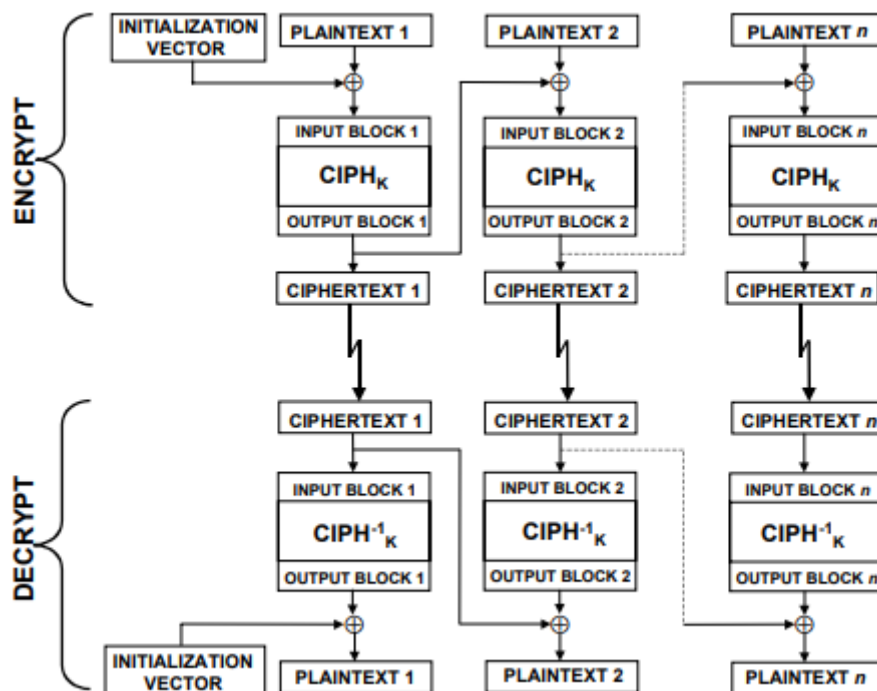 ENCRYPT
INITIALIZATION
VECTOR
PLAINTEXT 1
PLAINTEXT 2
PLAINTEXT n
INPUT BLOCK 1
INPUT BLOCK 2
INPUT BLOCK n
CIPHK
CIPHK
CIPHK
OUTPUT BLOCK 1
OUTPUT BLOCK 2
OUTPUT BLOCK n
CIPHERTEXT 1
CIPHERTEXT 2
CIPHERTEXT n
DECRYPT
CIPHERTEXT 1
CIPHERTEXT 2
CIPHERTEXT n
INPUT BLOCK 1
INPUT BLOCK 2
INPUT BLOCK n
CIPH-1K
CIPH-1K
CIPH-1K
OUTPUT BLOCK 1
OUTPUT BLOCK 2
OUTPUT BLOCK n
INITIALIZATION
VECTOR
PLAINTEXT 1
PLAINTEXT 2
PLAINTEXT n